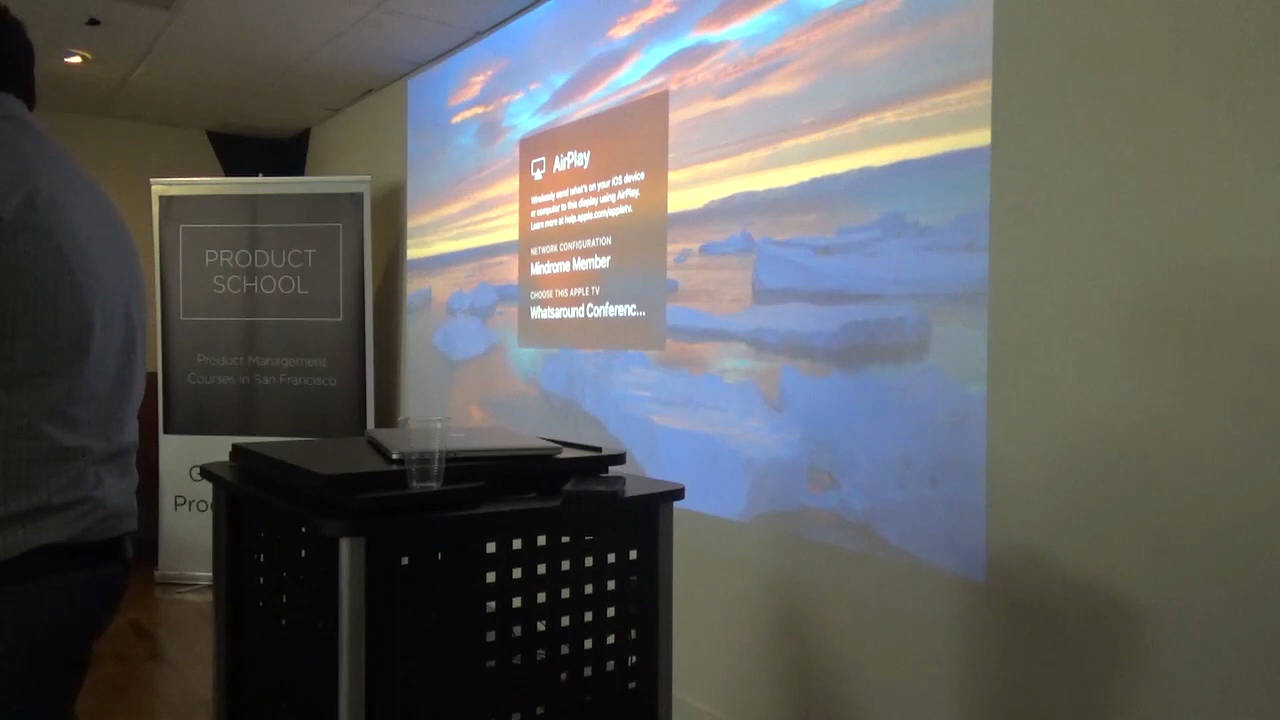 PRODUCT
SCHOOL
Product Management
Courses in San Francisco
AirPlay
Wirelessly send what's on your iOS device
or computer to this display using AirPlay.
Learn more at help.apple.com/appletv.
NETWORK CONFIGURATION
Mindrome Member
CHOOSE THIS APPLE TV
Whatsaround Conferenc...